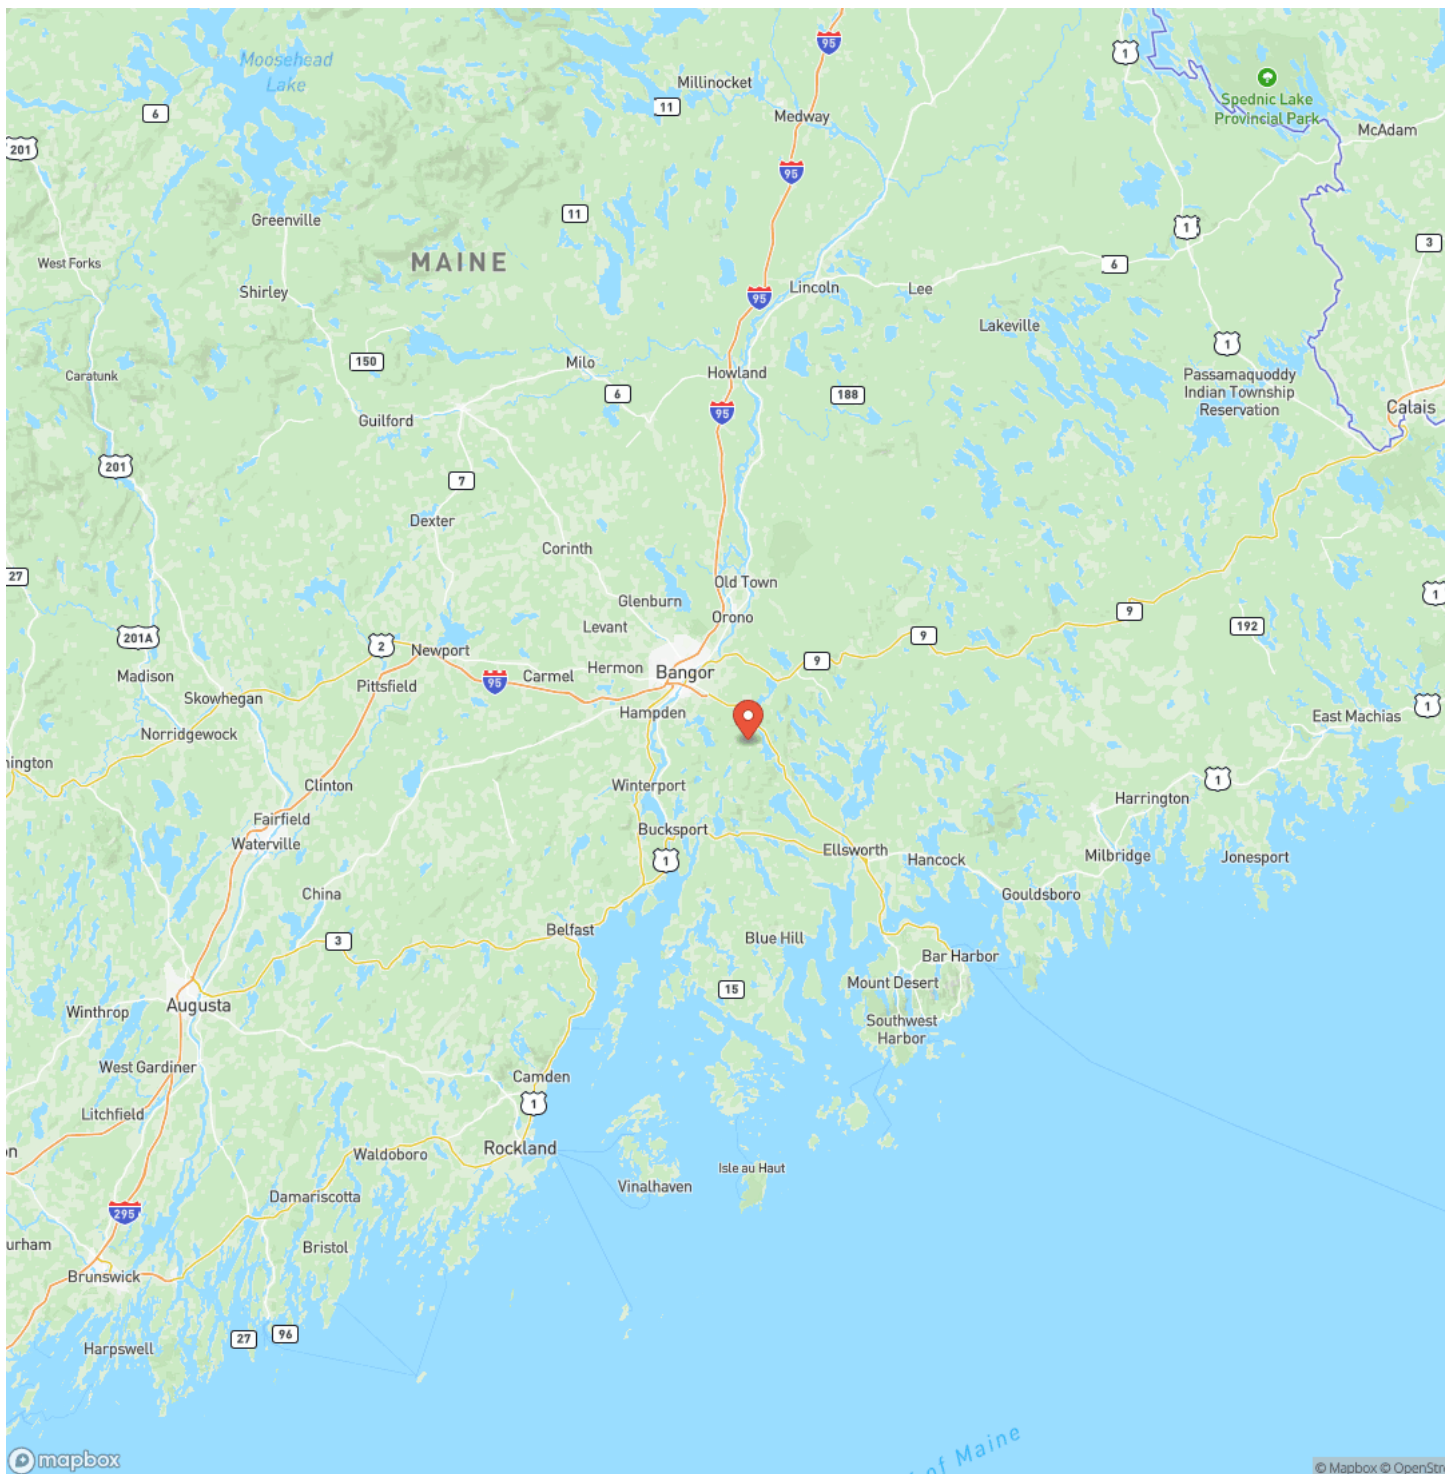 Moosehead
Lake
95
1
Millinocket
11
Spednic Lake
Provincial Park
6
Medway
McAdam
201
95
Greenville
11
1
3
West Forks
MAINE
6
Shirley
Lincoln
Lee
95
Lakeville
1
150
Milo
Howland
Caratunk
6
188
Passamaquoddy
Indian Township
Reservation
95
Calais
Guilford
201
7
Dexter
Corinth
27
Old Town
1
Glenburn
Orono
9
Levant
192
201A
2
9
Newport
Hermon
Bangor
9
Madison
Carmel
95
Pittsfield
Skowhegan
Hampden
1
East Machias
Norridgewock
nington
1
Clinton
Winterport
Harrington
Fairfield
Bucksport
Waterville
Ellsworth
1
Hancock
Milbridge
Jonesport
China
Gouldsboro
Belfast
3
Blue Hill
Bar Harbor
Mount Desert
15
Augusta
Winthrop
Southwest
Harbor
West Gardiner
Camden
1
Litchfield
Rockland
on
Waldoboro
Isle au Haut
Vinalhaven
Damariscotta
295
urham
Bristol
Brunswick
27
96
Harpswell
of Maine
mapbox
© Mapbox © OpenStr